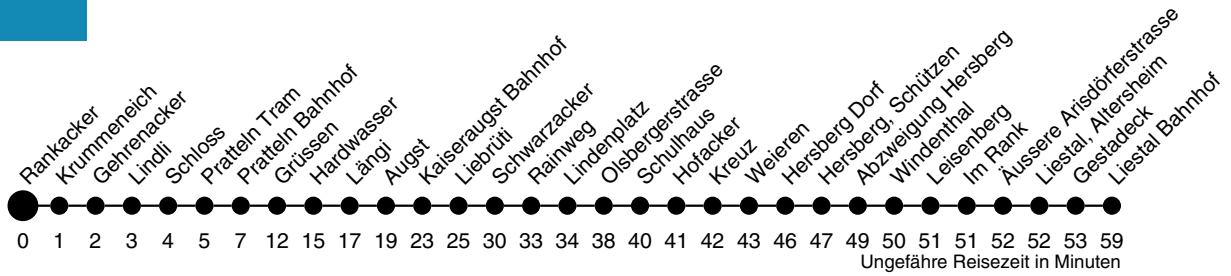 Rankacker
Krummeneich
Gehrenacker
Lindli
Schloss
Pratteln Tram
Pratteln Bahnhof
Grüssen
Hardwasser
Längi
Augst
Kaiseraugst Bahnhof
Liebrüti
Schwarzacker
Rainweg
Lindenplatz
Olsbergerstrasse
Schulhaus
Hofacker
Kreuz
Weieren
Hersberg Dorf
Hersberg, Schützen
Abzweigung Hersberg
Windenthal
Leisenberg
Im Rank
Äussere Arisdörferstrasse
Liestal, Altersheim
Gestadeck
Liestal Bahnhof
0 1 2 3 4 5 7 12 15 17 19 23 25 30 33 34 38 40 41 42 43 46 47 49 50 51 51 52 52 53 59
Ungefähre Reisezeit in Minuten